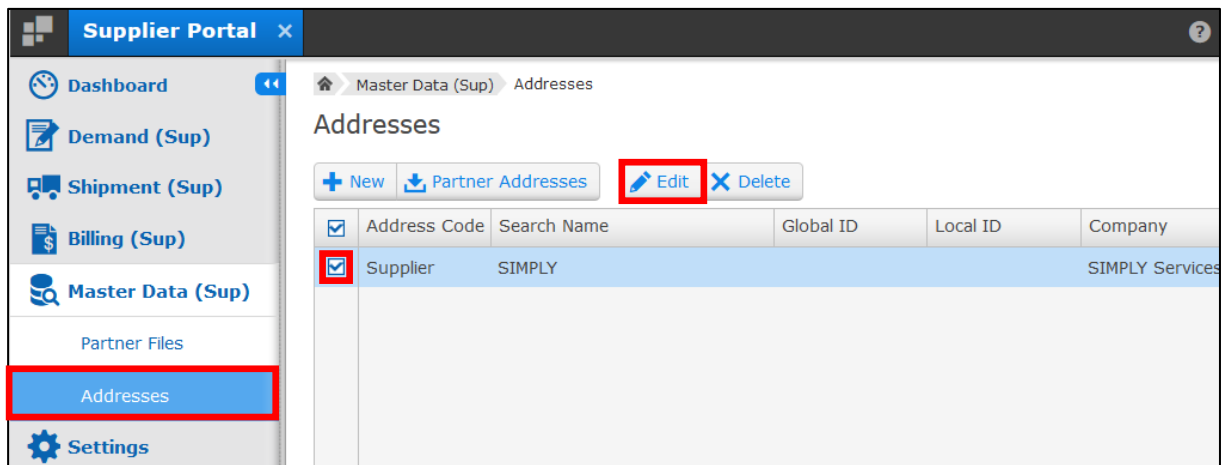 Supplier Portal ×
?
Dashboard
Demand (Sup)
Shipment (Sup)
Billing (Sup)
Master Data (Sup)
Partner Files
Addresses
Settings
Master Data (Sup) Addresses
Addresses
New Partner Addresses Edit Delete
Address Code Search Name Global ID Local ID Company
Supplier SIMPLY SIMPLY Services